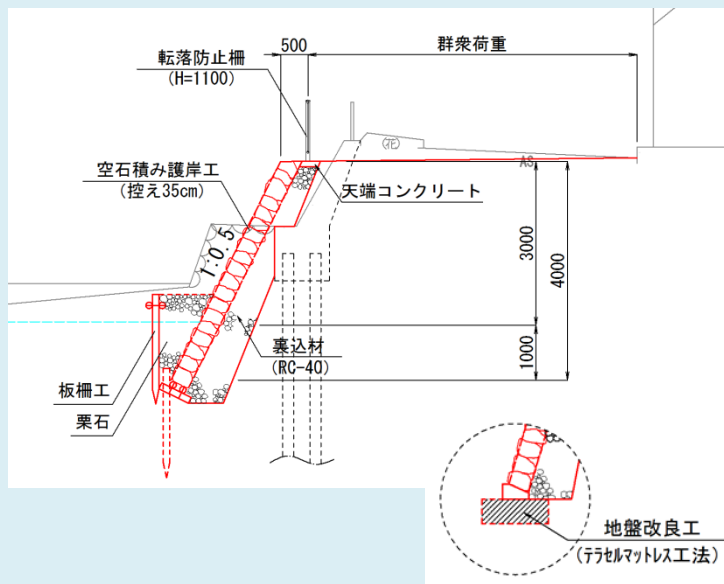 500
群衆荷重
転落防止柵
(H=1100)
(花)
AS
空石積み護岸工
(控え35cm)
天端コンクリート
1:0.5
3000
4000
1000
裏込材
(RC-40)
板柵工
栗石
地盤改良工
(テラセルマットレス工法)